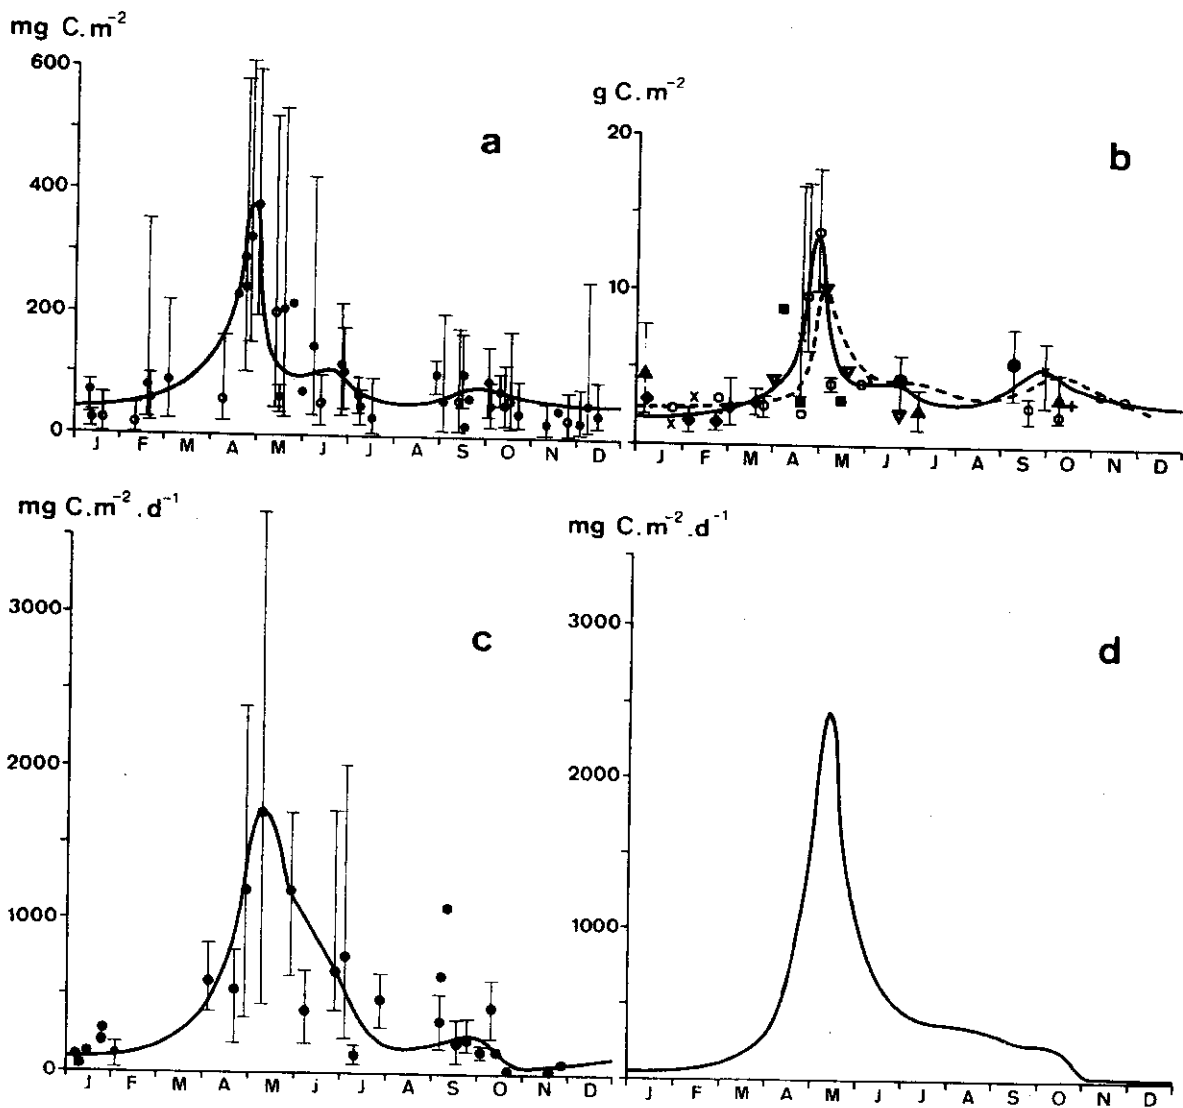 mg C.m⁻²
600
400
200
0
a
J F M A M J J A S O N D
g C.m⁻²
20
10
b
J F M A M J J A S O N D
mg C.m⁻².d⁻¹
3000
2000
1000
0
c
J F M A M J J A S O N D
mg C.m⁻².d⁻¹
3000
2000
1000
d
J F M A M J J A S O N D